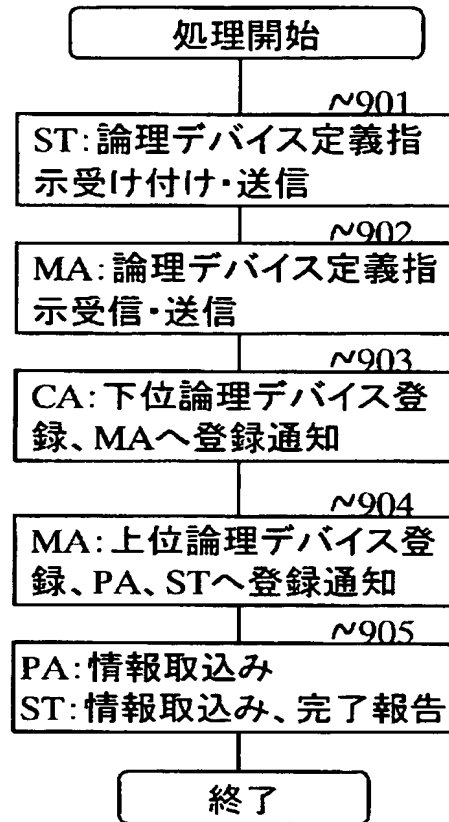 処理開始
~901
ST:論理デバイス定義指
示受け付け・送信
~902
MA:論理デバイス定義指
示受信・送信
~903
CA:下位論理デバイス登
録、MAへ登録通知
~904
MA:上位論理デバイス登
録、PA、STへ登録通知
~905
PA:情報取込み
ST:情報取込み、完了報告
終了